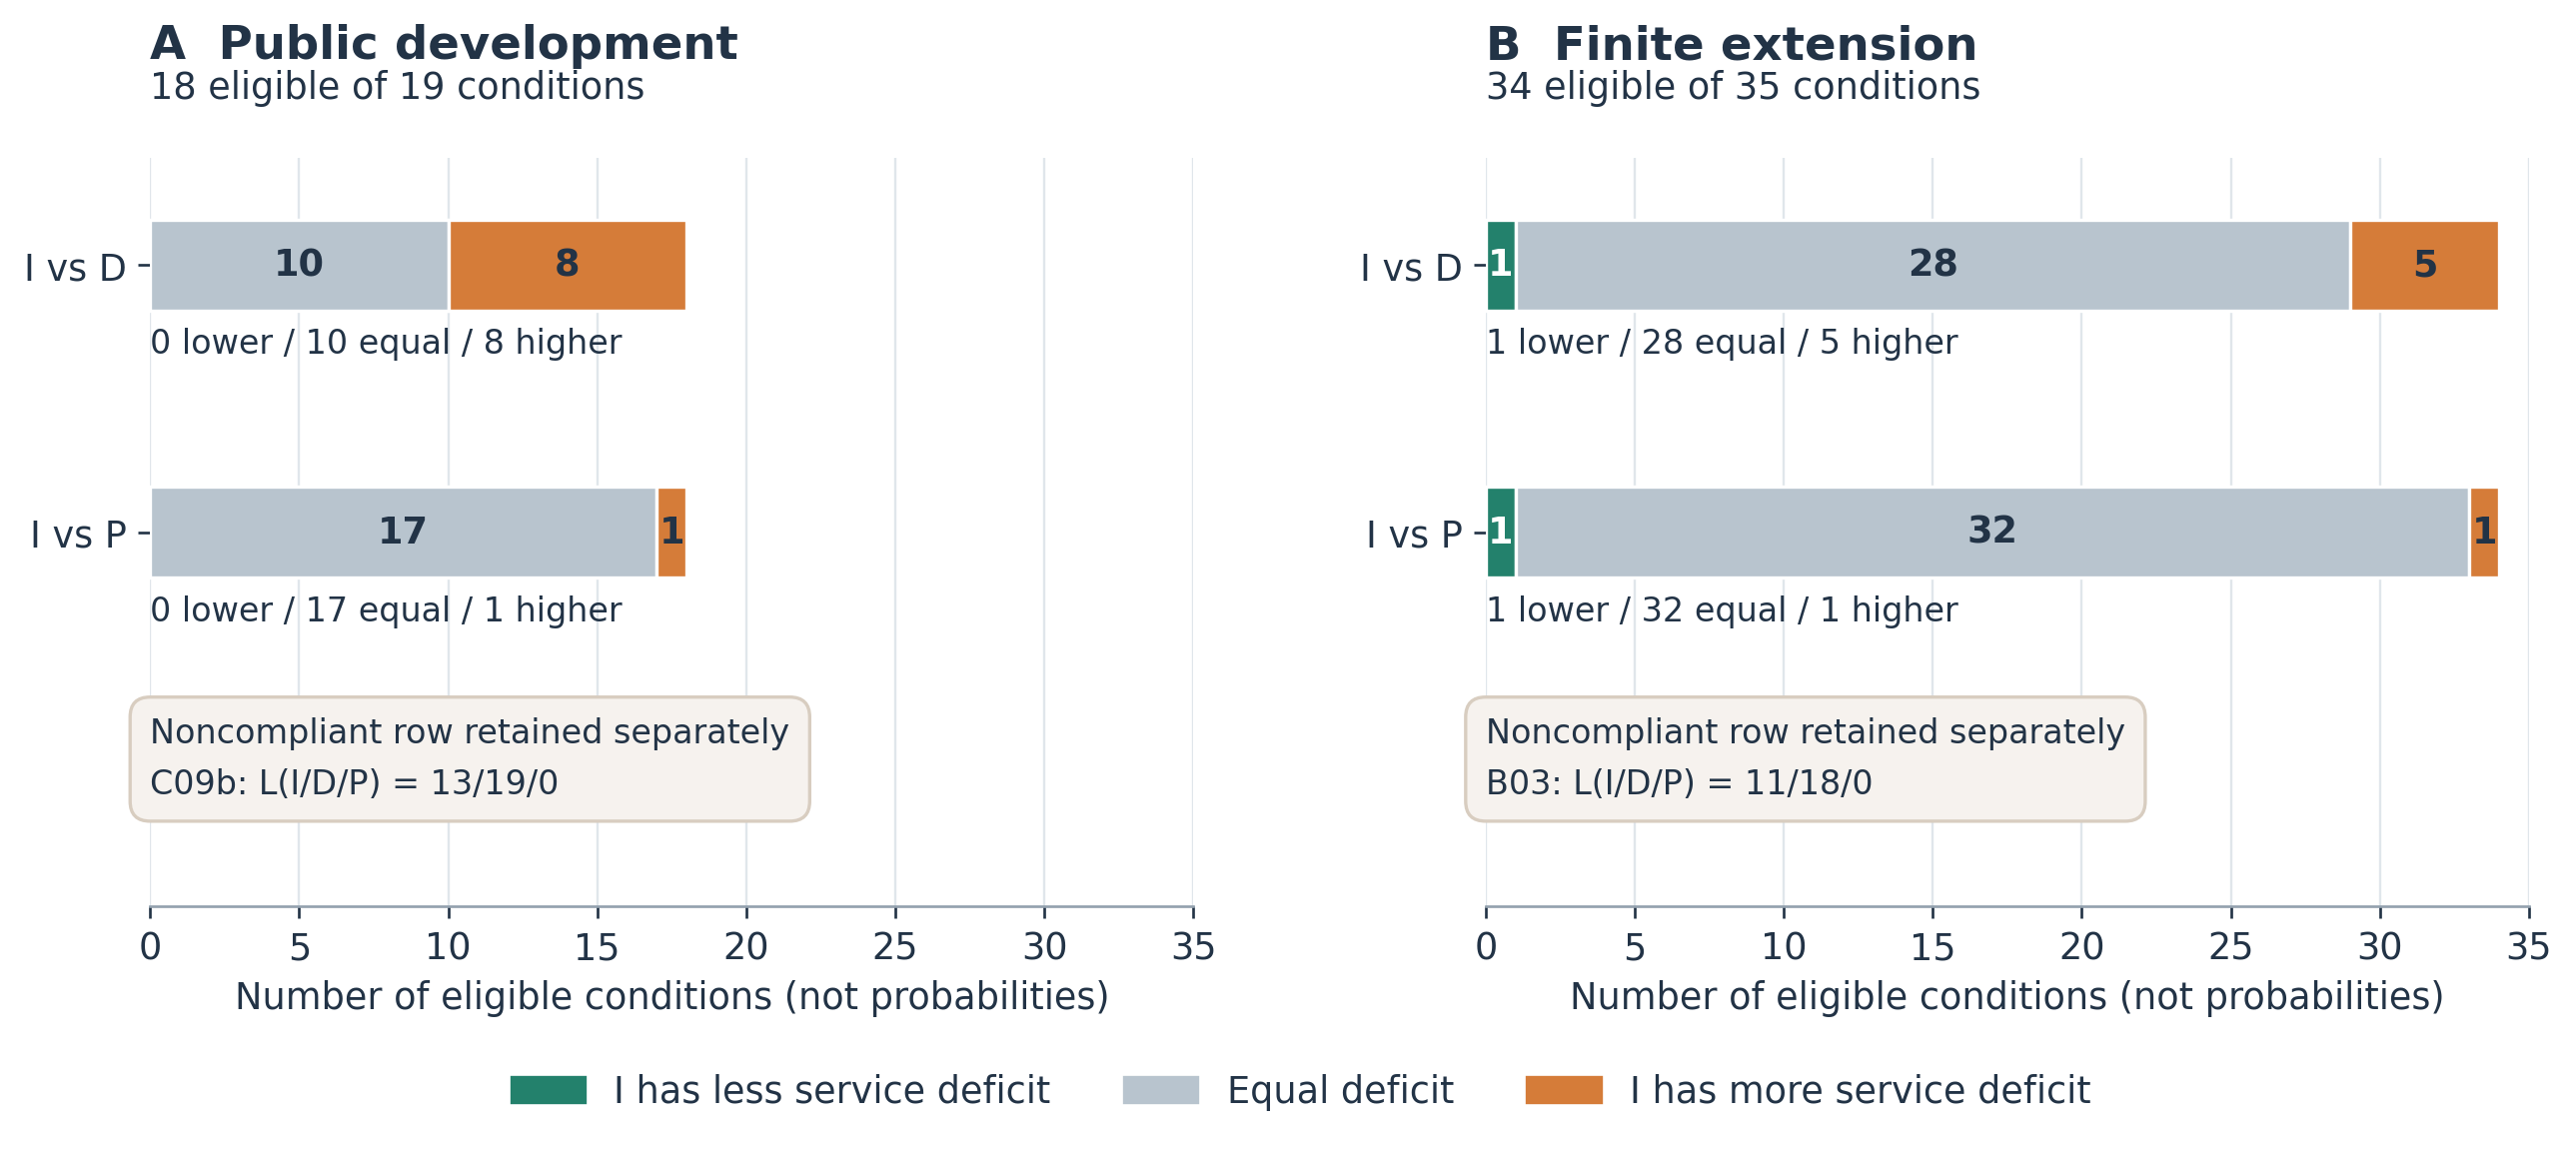 A Public development
18 eligible of 19 conditions
I vs D
10
8
0 lower / 10 equal / 8 higher
I vs P
17
1
0 lower / 17 equal / 1 higher
Noncompliant row retained separately
C09b: L(I/D/P) = 13/19/0
0 5 10 15 20 25 30 35
Number of eligible conditions (not probabilities)
B Finite extension
34 eligible of 35 conditions
I vs D
1
28
5
1 lower / 28 equal / 5 higher
I vs P
1
32
1
1 lower / 32 equal / 1 higher
Noncompliant row retained separately
B03: L(I/D/P) = 11/18/0
0 5 10 15 20 25 30 35
Number of eligible conditions (not probabilities)
I has less service deficit
Equal deficit
I has more service deficit